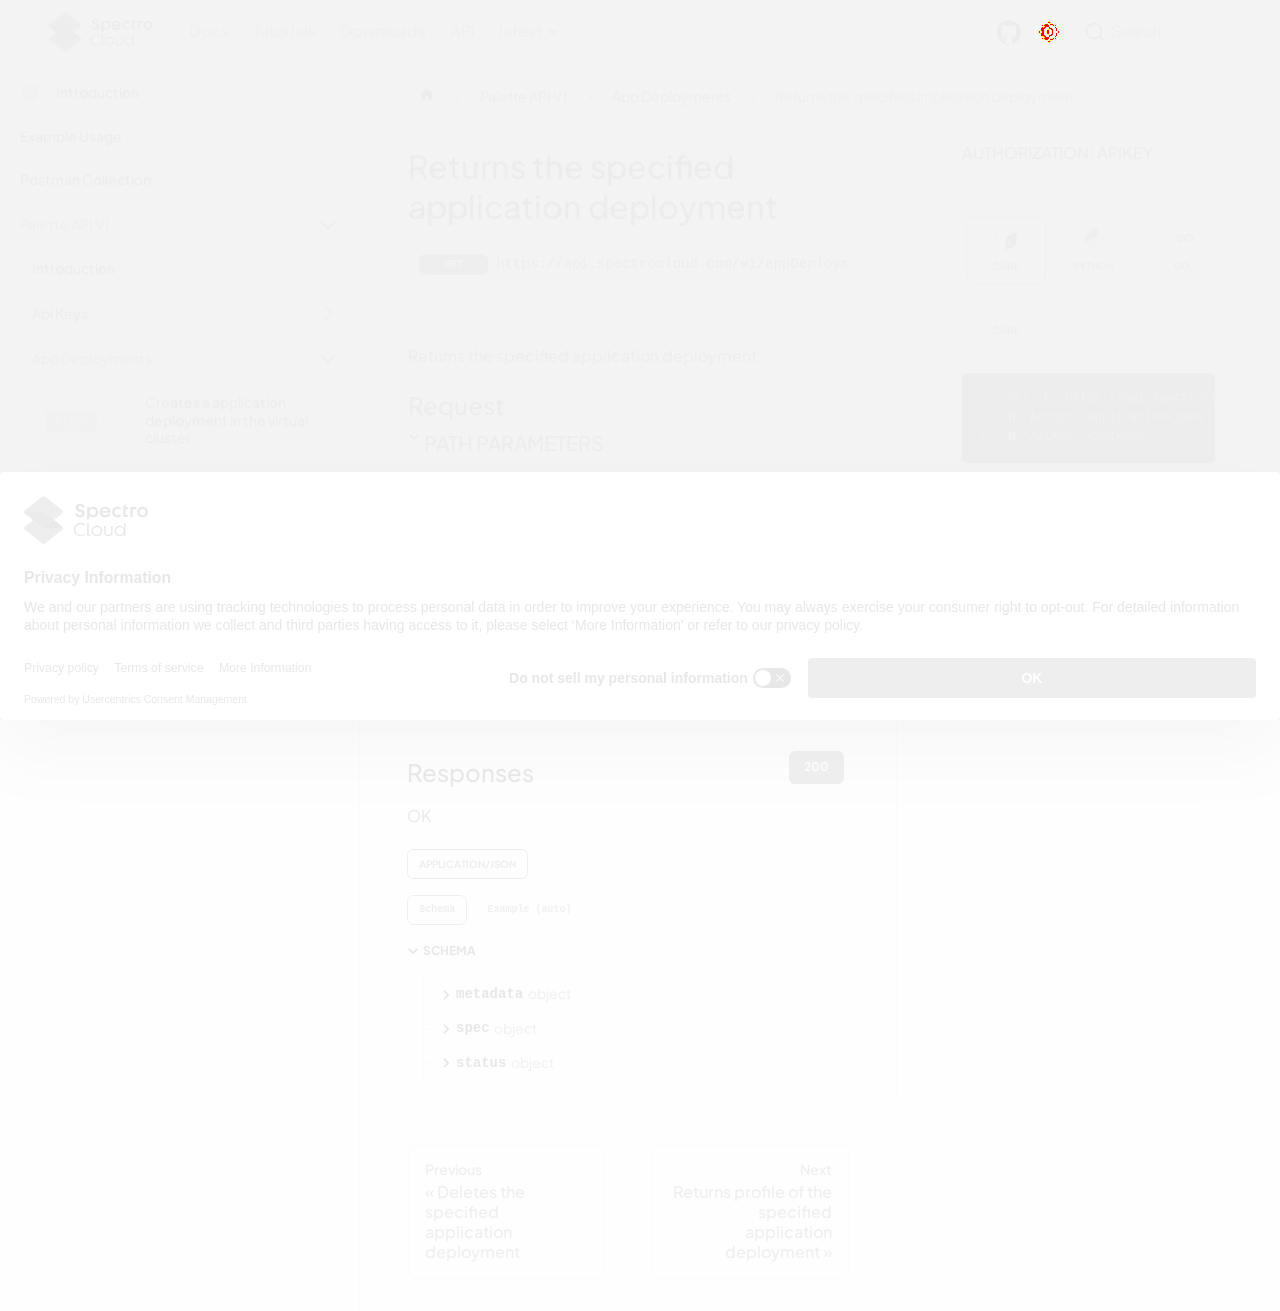 Spectro Cloud
Docs Tutorials Downloads API latest
Search
Introduction
Example Usage
Postman Collection
Palette API V1
Introduction
Api Keys
App Deployments
Creates a application
deployment in the virtual
cluster
Palette API V1
App Deployments
Returns the specified application deployment
Returns the specified
application deployment
GET
https://api.spectrocloud.com/v1/appDeploym
Returns the specified application deployment
Request
PATH PARAMETERS
AUTHORIZATION: APIKEY
CURL
PYTHON
GO
GO
CURL
Spectro
Cloud
Privacy Information
We and our partners are using tracking technologies to process personal data in order to improve your experience. You may always exercise your consumer right to opt-out. For detailed information
about personal information we collect and third parties having access to it, please select ‘More Information’ or refer to our privacy policy.
Privacy policy
Terms of service
More Information
Powered by Usercentrics Consent Management
Do not sell my personal information
OK
Responses
200
OK
APPLICATION/JSON
Schema
Example (auto)
SCHEMA
metadata object
spec object
status object
Previous
« Deletes the
specified
application
deployment
Next
Returns profile of the
specified
application
deployment »